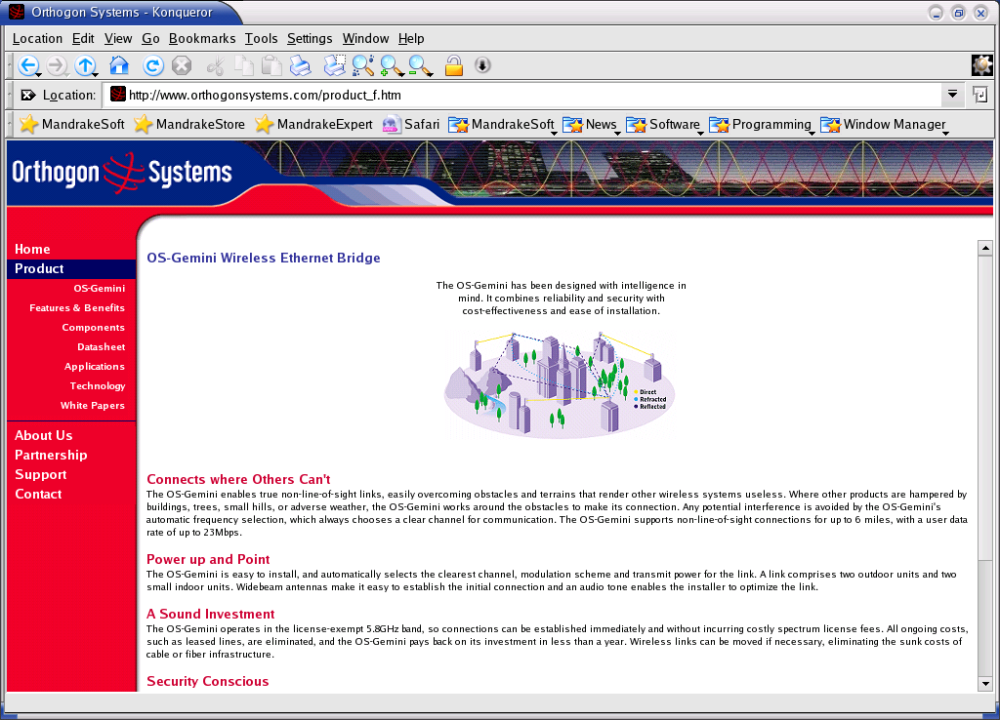 Orthogon Systems - Konqueror
Location Edit View Go Bookmarks Tools Settings Window Help
Location: http://www.orthogonsystems.com/product_f.htm
MandrakeSoft MandrakeStore MandrakeExpert Safari MandrakeSoft News Software Programming Window Manager
Orthogon Systems
Home
Product
OS-Gemini
Features & Benefits
Components
Datasheet
Applications
Technology
White Papers
About Us
Partnership
Support
Contact
OS-Gemini Wireless Ethernet Bridge
The OS-Gemini has been designed with intelligence in
mind. It combines reliability and security with
cost-effectiveness and ease of installation.
Direct
Refracted
Reflected
Connects where Others Can't
The OS-Gemini enables true non-line-of-sight links, easily overcoming obstacles and terrains that render other wireless systems useless. Where other products are hampered by
buildings, trees, small hills, or adverse weather, the OS-Gemini works around the obstacles to make its connection. Any potential interference is avoided by the OS-Gemini's
automatic frequency selection, which always chooses a clear channel for communication. The OS-Gemini supports non-line-of-sight connections for up to 6 miles, with a user data
rate of up to 23Mbps.
Power up and Point
The OS-Gemini is easy to install, and automatically selects the clearest channel, modulation scheme and transmit power for the link. A link comprises two outdoor units and two
small indoor units. Widebeam antennas make it easy to establish the initial connection and an audio tone enables the installer to optimize the link.
A Sound Investment
The OS-Gemini operates in the license-exempt 5.8GHz band, so connections can be established immediately and without incurring costly spectrum license fees. All ongoing costs,
such as leased lines, are eliminated, and the OS-Gemini pays back on its investment in less than a year. Wireless links can be moved if necessary, eliminating the sunk costs of
cable or fiber infrastructure.
Security Conscious